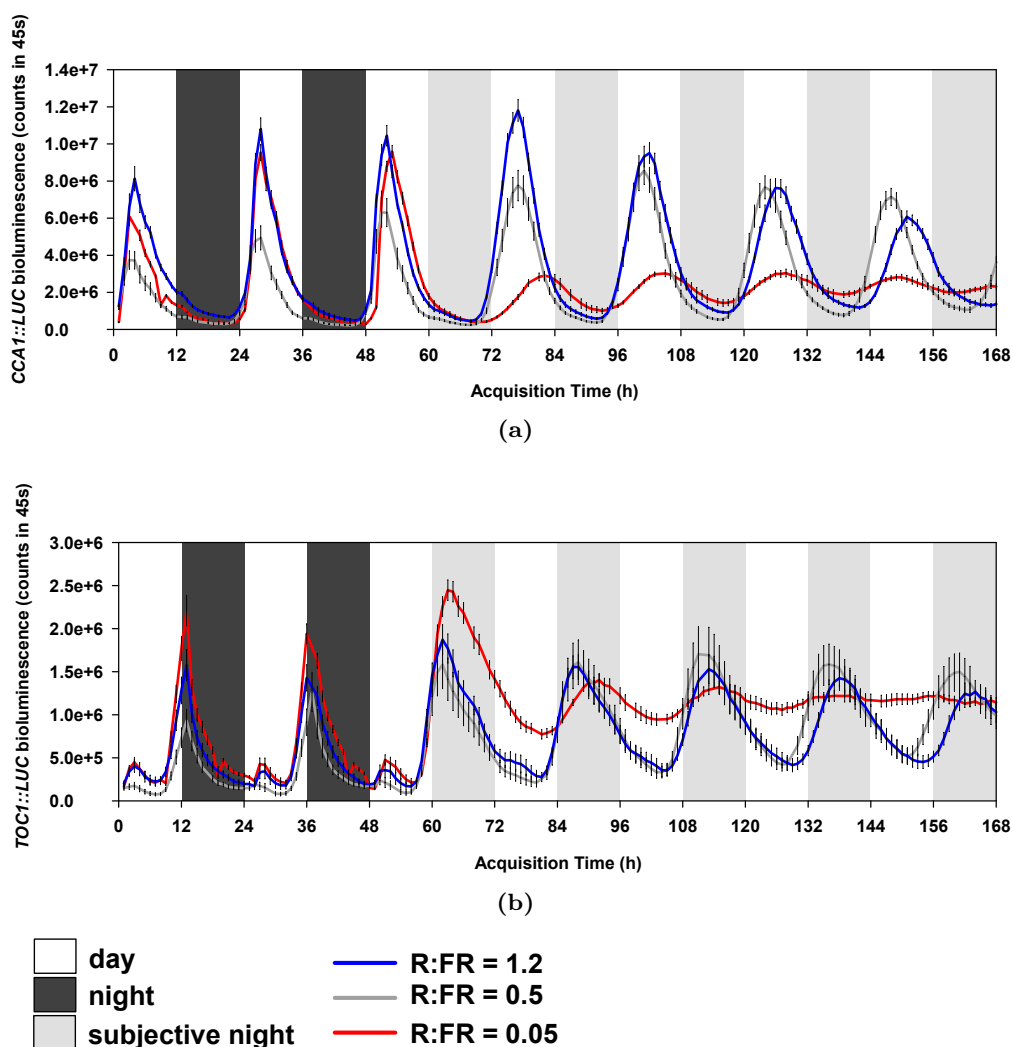 CCA1::LUC bioluminescence (counts in 45s)
1.4e+7
1.2e+7
1.0e+7
8.0e+6
6.0e+6
4.0e+6
2.0e+6
0.0
0 12 24 36 48 60 72 84 96 108 120 132 144 156 168
Acquisition Time (h)
(a)
TOC1::LUC bioluminescence (counts in 45s)
3.0e+6
2.5e+6
2.0e+6
1.5e+6
1.0e+6
5.0e+5
0.0
0 12 24 36 48 60 72 84 96 108 120 132 144 156 168
Acquisition Time (h)
(b)
day
night
subjective night
R:FR = 1.2
R:FR = 0.5
R:FR = 0.05